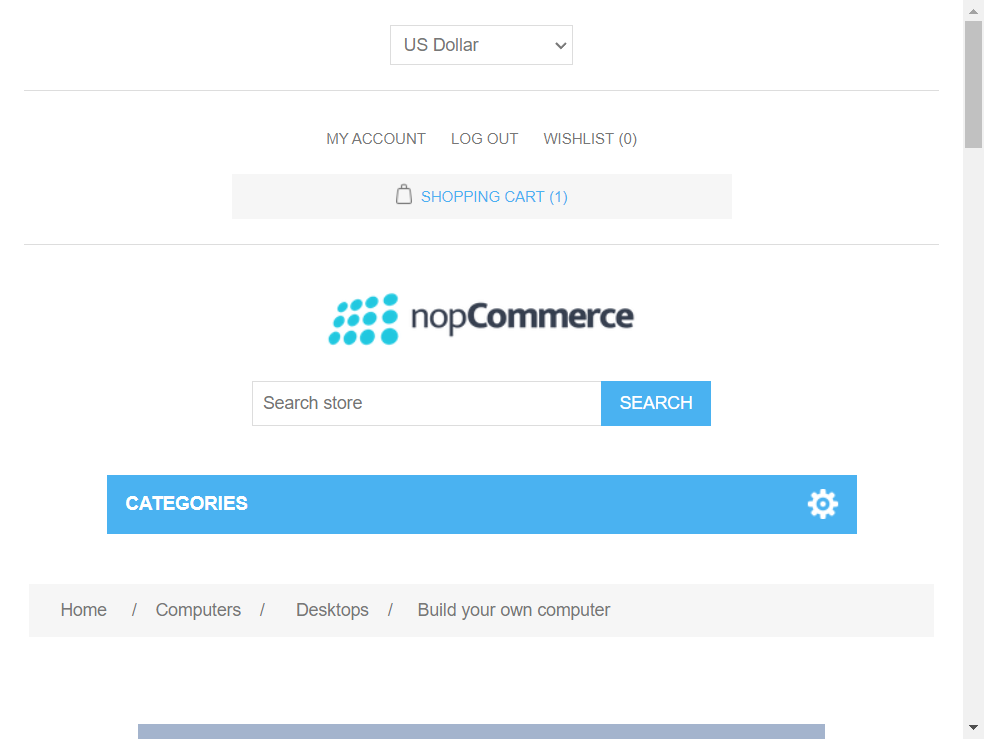 US Dollar
MY ACCOUNT LOG OUT WISHLIST (0)
SHOPPING CART (1)
nopCommerce
Search store SEARCH
CATEGORIES
Home / Computers / Desktops / Build your own computer